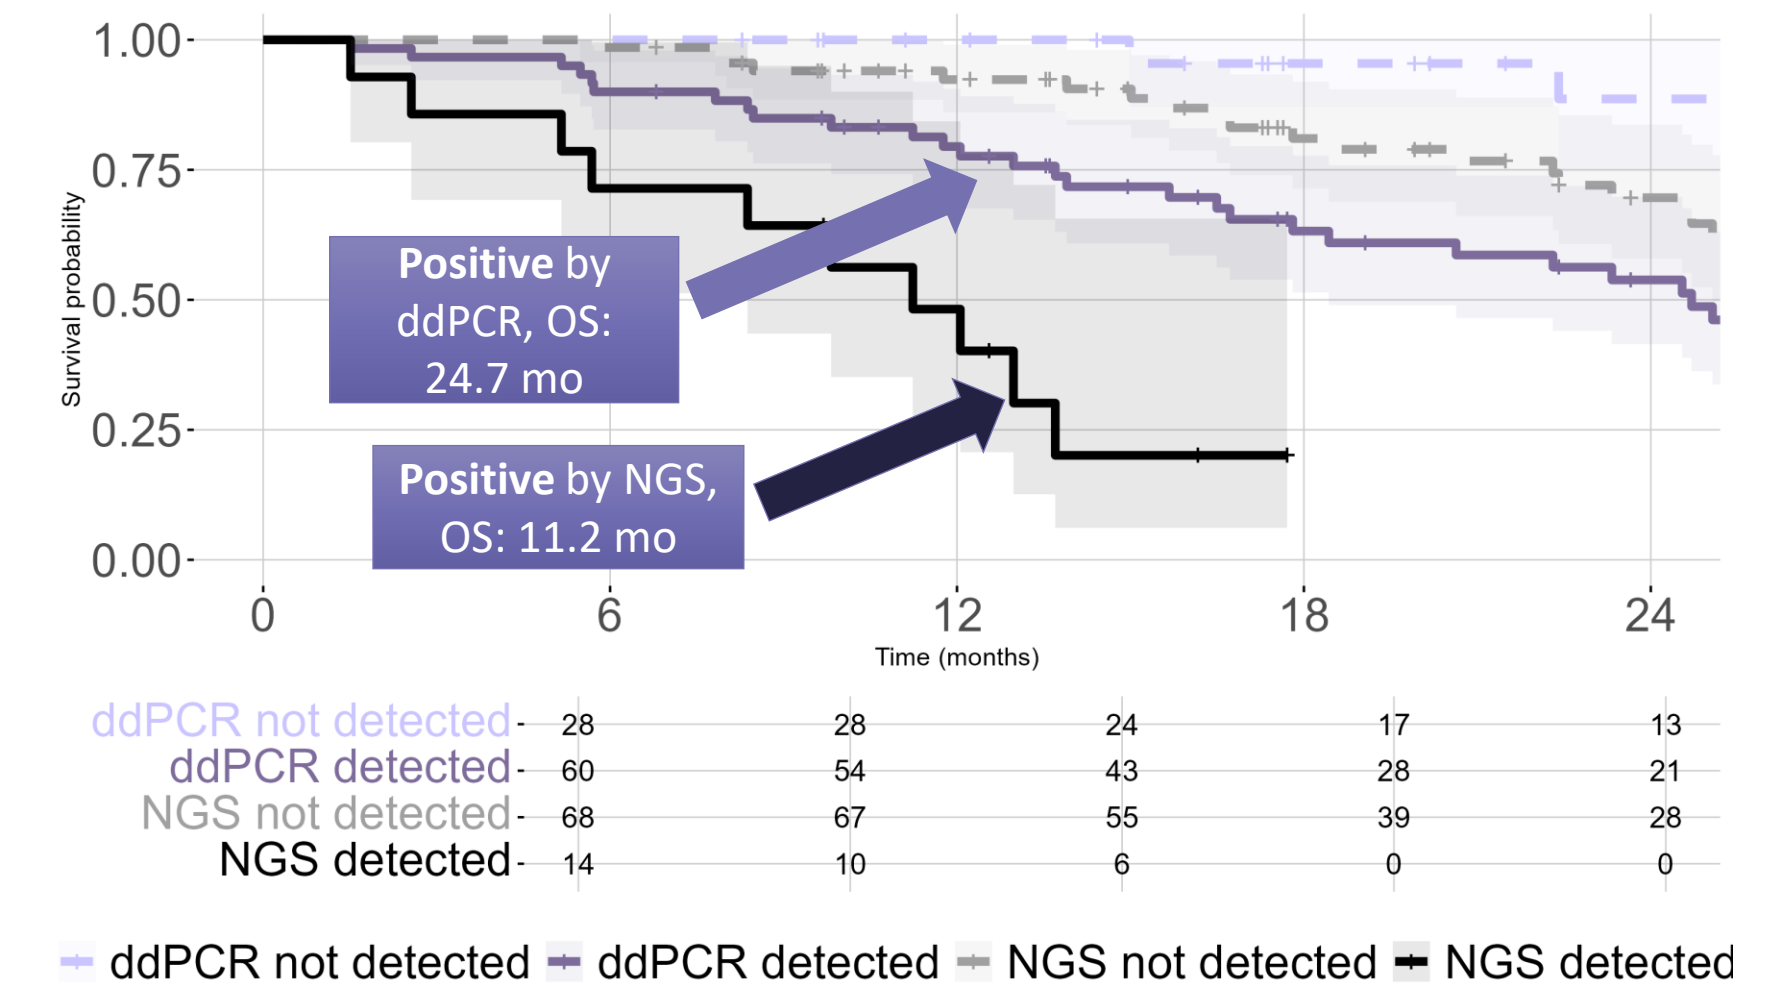 1.00
0.75
0.50
0.25
0.00
Survival probability
Positive by
ddPCR, OS:
24.7 mo
Positive by NGS,
OS: 11.2 mo
0 6 12 18 24
Time (months)
ddPCR not detected 28 28 24 17 13
ddPCR detected 60 54 43 28 21
NGS not detected 68 67 55 39 28
NGS detected 14 10 6 0 0
ddPCR not detected ddPCR detected NGS not detected NGS detected